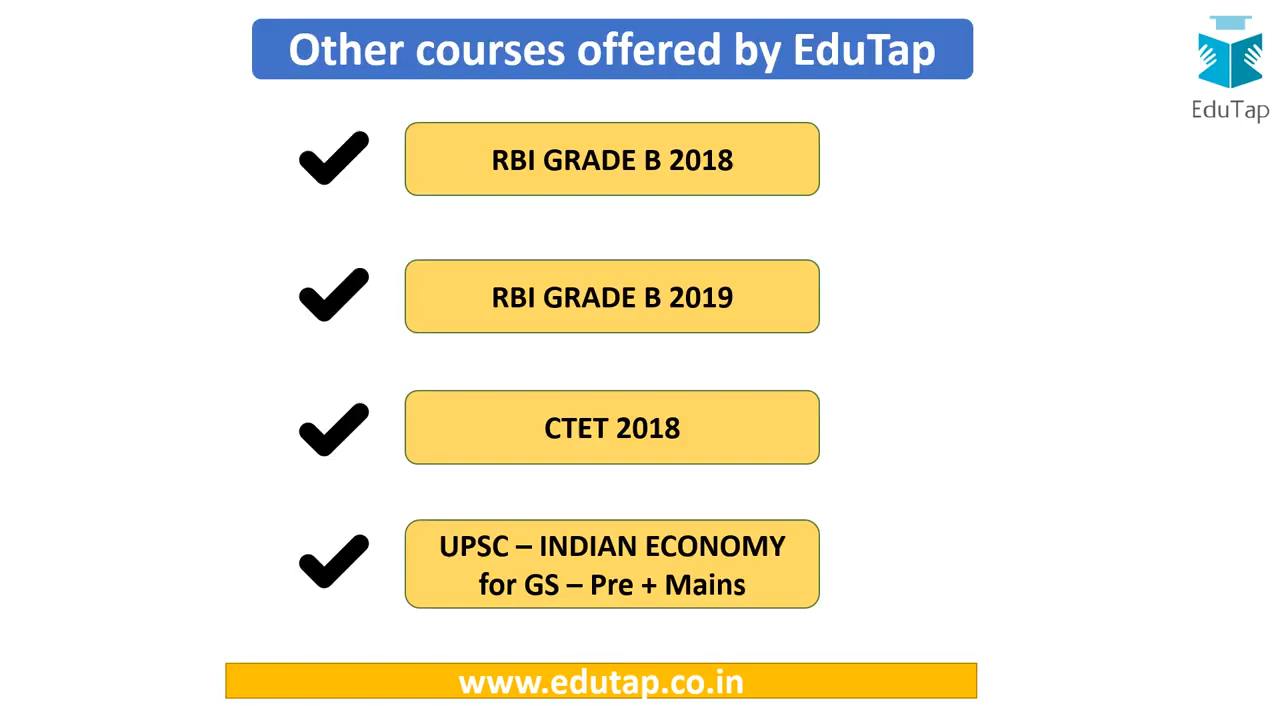 Other courses offered by EduTap
EduTap
RBI GRADE B 2018
RBI GRADE B 2019
CTET 2018
UPSC – INDIAN ECONOMY
for GS – Pre + Mains
www.edutap.co.in